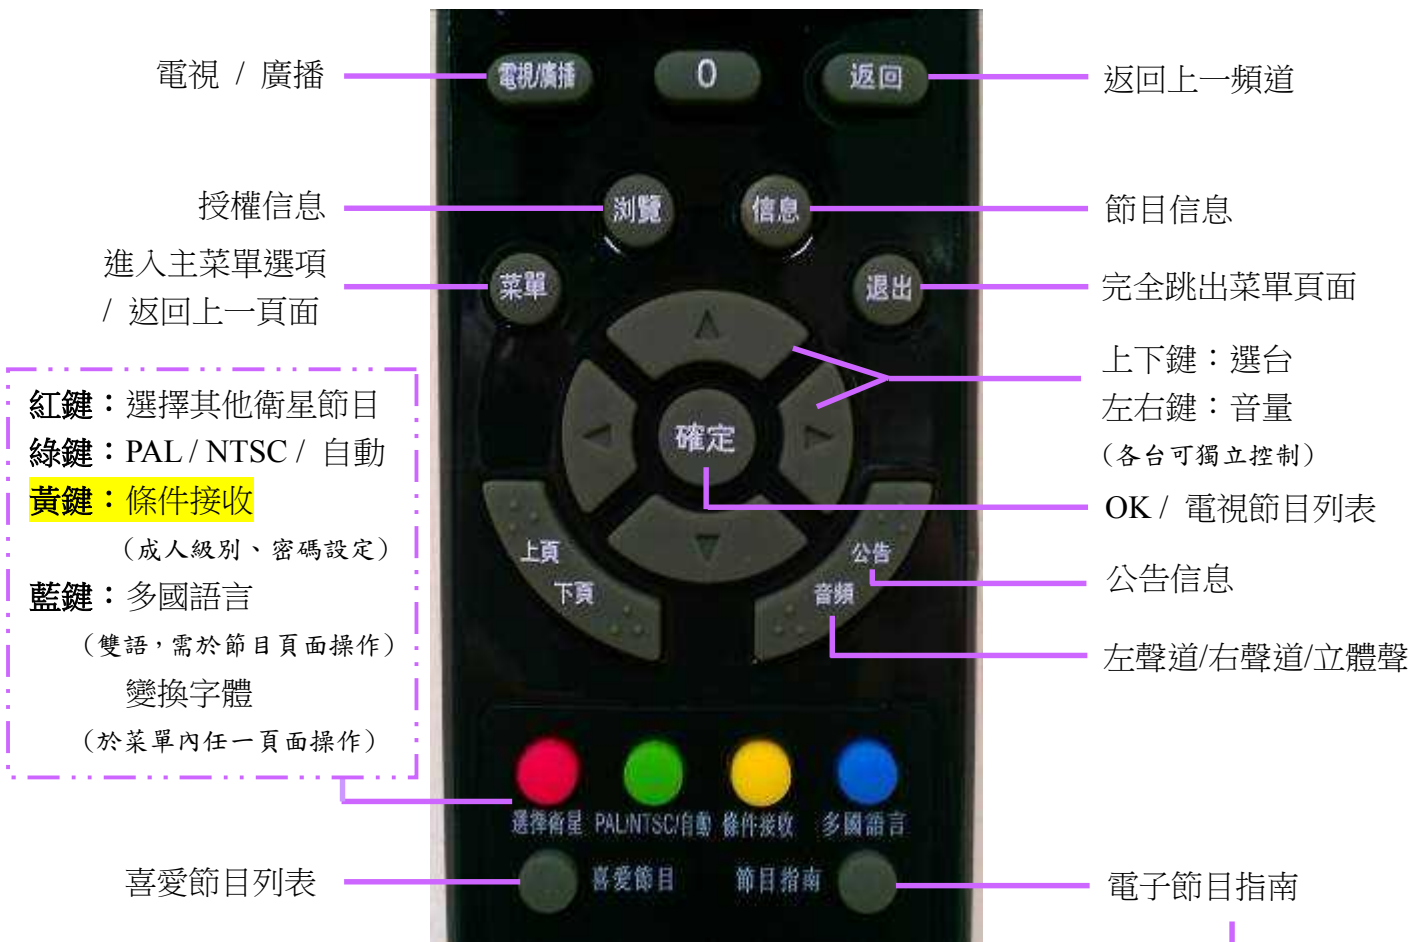 電視 / 廣播
電視/廣播
0
返回
返回上一頻道
授權信息
浏覽
信息
節目信息
進入主菜單選項
/ 返回上一頁面
菜單
退出
完全跳出菜單頁面
上下鍵：選台
左右鍵：音量
（各台可獨立控制）
確定
OK / 電視節目列表
紅鍵：選擇其他衛星節目
綠鍵：PAL / NTSC / 自動
黃鍵：條件接收
（成人級別、密碼設定）
藍鍵：多國語言
（雙語，需於節目頁面操作）
變換字體
（於菜單內任一頁面操作）
上頁
下頁
公告
音頻
公告信息
左聲道/右聲道/立體聲
選擇衛星 PAL/NTSC/自動 條件接收 多國語言
喜愛節目列表
喜愛節目
節目指南
電子節目指南